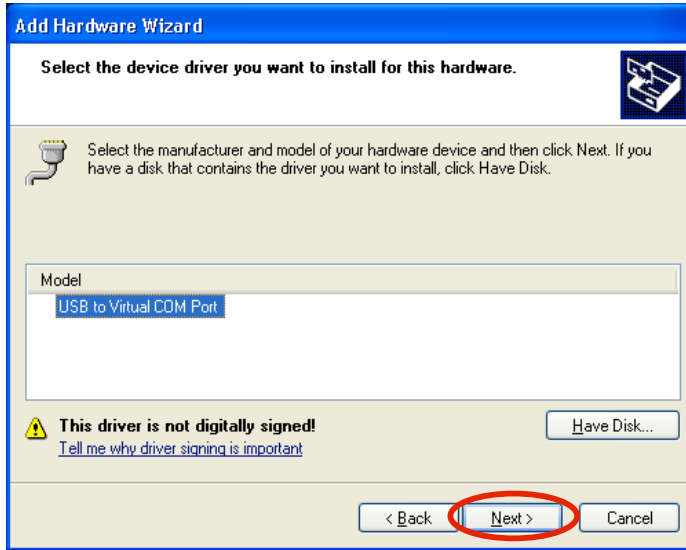 Add Hardware Wizard
Select the device driver you want to install for this hardware.
Select the manufacturer and model of your hardware device and then click Next. If you
have a disk that contains the driver you want to install, click Have Disk.
Model
USB to Virtual COM Port
This driver is not digitally signed!
Have Disk...
Tell me why driver signing is important
< Back
Next >
Cancel